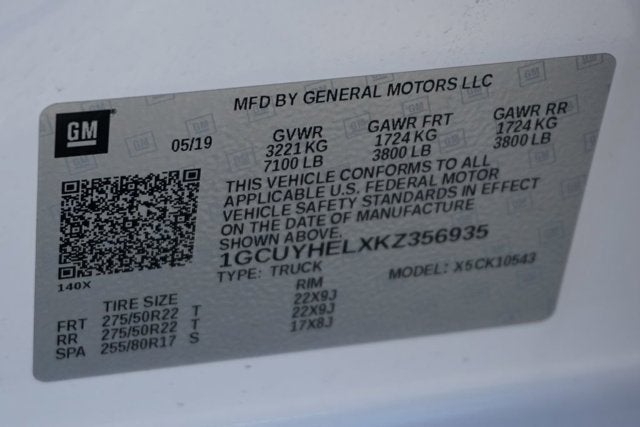 MFD BY GENERAL MOTORS LLC
GM
05/19
GVWR
3221 KG
7100 LB
GAWR FRT
1724 KG
3800 LB
GAWR RR
1724 KG
3800 LB
THIS VEHICLE CONFORMS TO ALL
APPLICABLE U.S. FEDERAL MOTOR
VEHICLE SAFETY STANDARDS IN EFFECT
ON THE DATE OF MANUFACTURE
SHOWN ABOVE.
1GCUYHELXKZ356935
TYPE: TRUCK MODEL: X5CK10543
140X
TIRE SIZE RIM
FRT 275/50R22 T 22X9J
RR 275/50R22 T 22X9J
SPA 255/80R17 S 17X8J